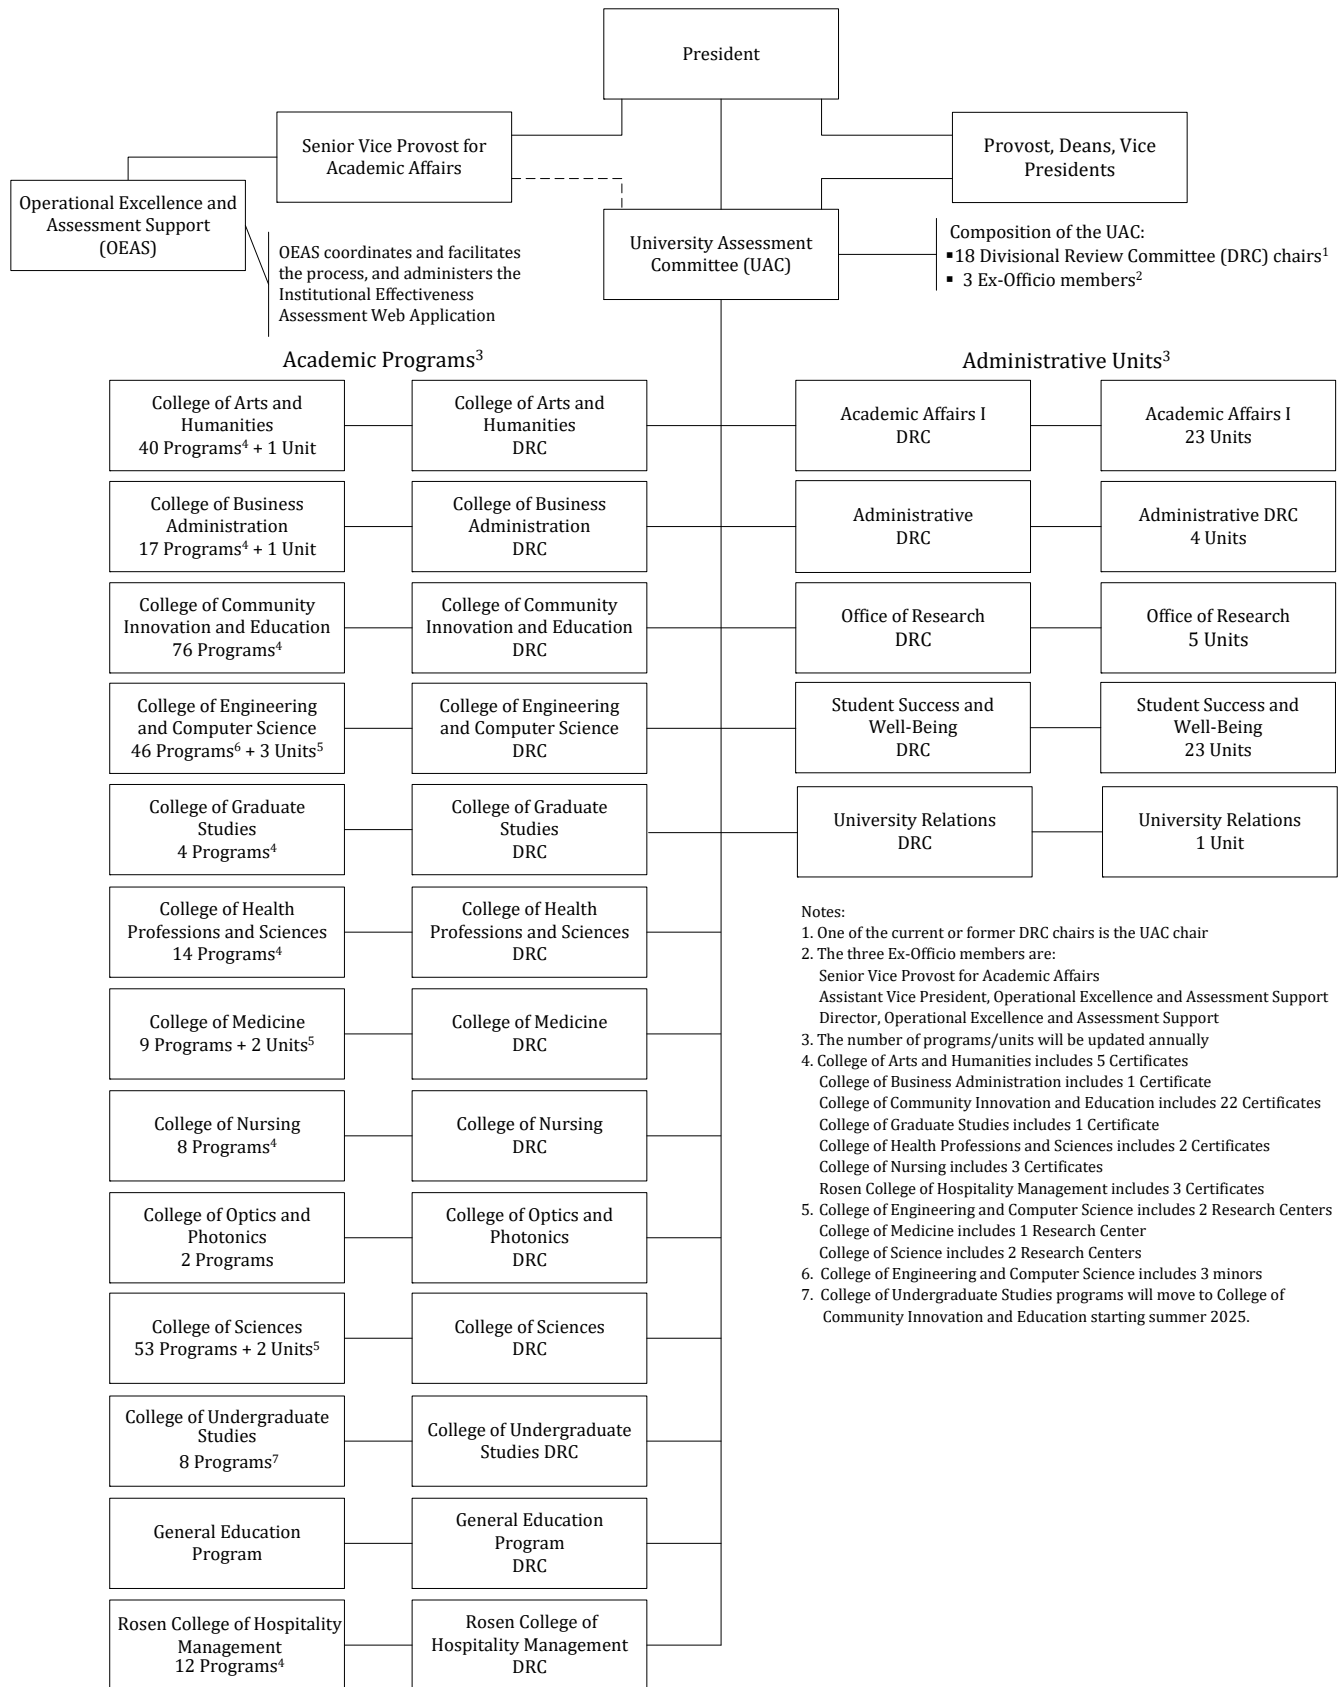 President
Senior Vice Provost for
Academic Affairs
Provost, Deans, Vice
Presidents
Operational Excellence and
Assessment Support
(OEAS)
OEAS coordinates and facilitates
the process, and administers the
Institutional Effectiveness
Assessment Web Application
University Assessment
Committee (UAC)
Composition of the UAC:
▪18 Divisional Review Committee (DRC) chairs¹
▪ 3 Ex-Officio members²
Academic Programs³
Administrative Units³
College of Arts and
Humanities
40 Programs⁴ + 1 Unit
College of Arts and
Humanities
DRC
Academic Affairs I
DRC
Academic Affairs I
23 Units
College of Business
Administration
17 Programs⁴ + 1 Unit
College of Business
Administration
DRC
Administrative
DRC
Administrative DRC
4 Units
College of Community
Innovation and Education
76 Programs⁴
College of Community
Innovation and Education
DRC
Office of Research
DRC
Office of Research
5 Units
College of Engineering
and Computer Science
46 Programs⁶ + 3 Units⁵
College of Engineering
and Computer Science
DRC
Student Success and
Well-Being
DRC
Student Success and
Well-Being
23 Units
College of Graduate
Studies
4 Programs⁴
College of Graduate
Studies
DRC
University Relations
DRC
University Relations
1 Unit
College of Health
Professions and Sciences
14 Programs⁴
College of Health
Professions and Sciences
DRC
College of Medicine
9 Programs + 2 Units⁵
College of Medicine
DRC
College of Nursing
8 Programs⁴
College of Nursing
DRC
College of Optics and
Photonics
2 Programs
College of Optics and
Photonics
DRC
College of Sciences
53 Programs + 2 Units⁵
College of Sciences
DRC
College of Undergraduate
Studies
8 Programs⁷
College of Undergraduate
Studies DRC
General Education
Program
General Education
Program
DRC
Rosen College of Hospitality
Management
12 Programs⁴
Rosen College of
Hospitality Management
DRC
Notes:
1. One of the current or former DRC chairs is the UAC chair
2. The three Ex-Officio members are:
Senior Vice Provost for Academic Affairs
Assistant Vice President, Operational Excellence and Assessment Support
Director, Operational Excellence and Assessment Support
3. The number of programs/units will be updated annually
4. College of Arts and Humanities includes 5 Certificates
College of Business Administration includes 1 Certificate
College of Community Innovation and Education includes 22 Certificates
College of Graduate Studies includes 1 Certificate
College of Health Professions and Sciences includes 2 Certificates
College of Nursing includes 3 Certificates
Rosen College of Hospitality Management includes 3 Certificates
5. College of Engineering and Computer Science includes 2 Research Centers
College of Medicine includes 1 Research Center
College of Science includes 2 Research Centers
6. College of Engineering and Computer Science includes 3 minors
7. College of Undergraduate Studies programs will move to College of
Community Innovation and Education starting summer 2025.